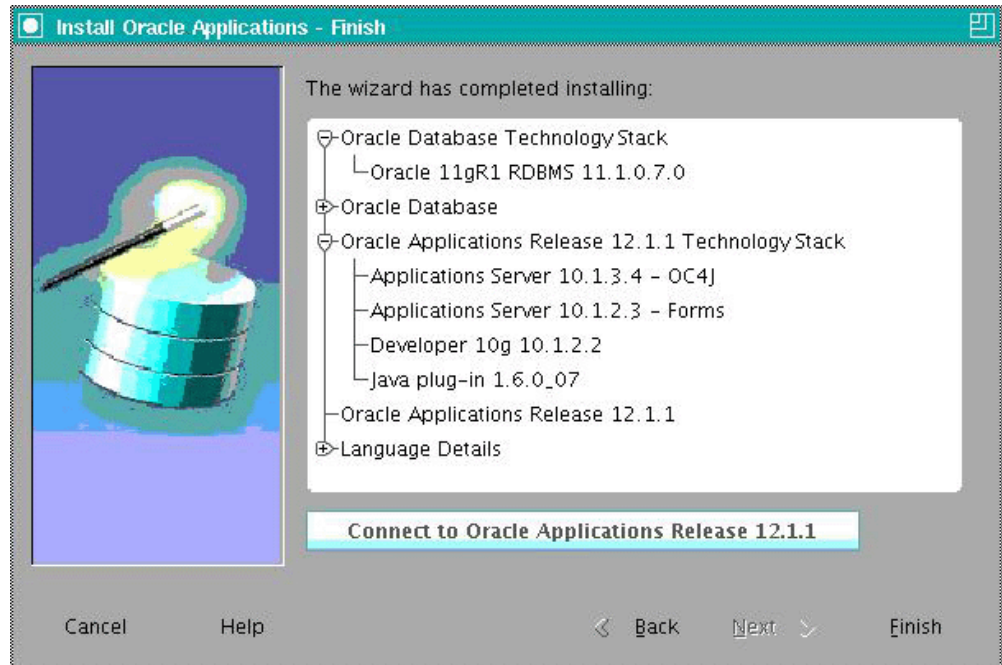 Install Oracle Applications - Finish
The wizard has completed installing:
Oracle Database Technology Stack
Oracle 11gR1 RDBMS 11.1.0.7.0
Oracle Database
Oracle Applications Release 12.1.1 Technology Stack
Applications Server 10.1.3.4 - OC4J
Applications Server 10.1.2.3 - Forms
Developer 10g 10.1.2.2
Java plug-in 1.6.0_07
Oracle Applications Release 12.1.1
Language Details
Connect to Oracle Applications Release 12.1.1
Cancel Help Back Next Finish